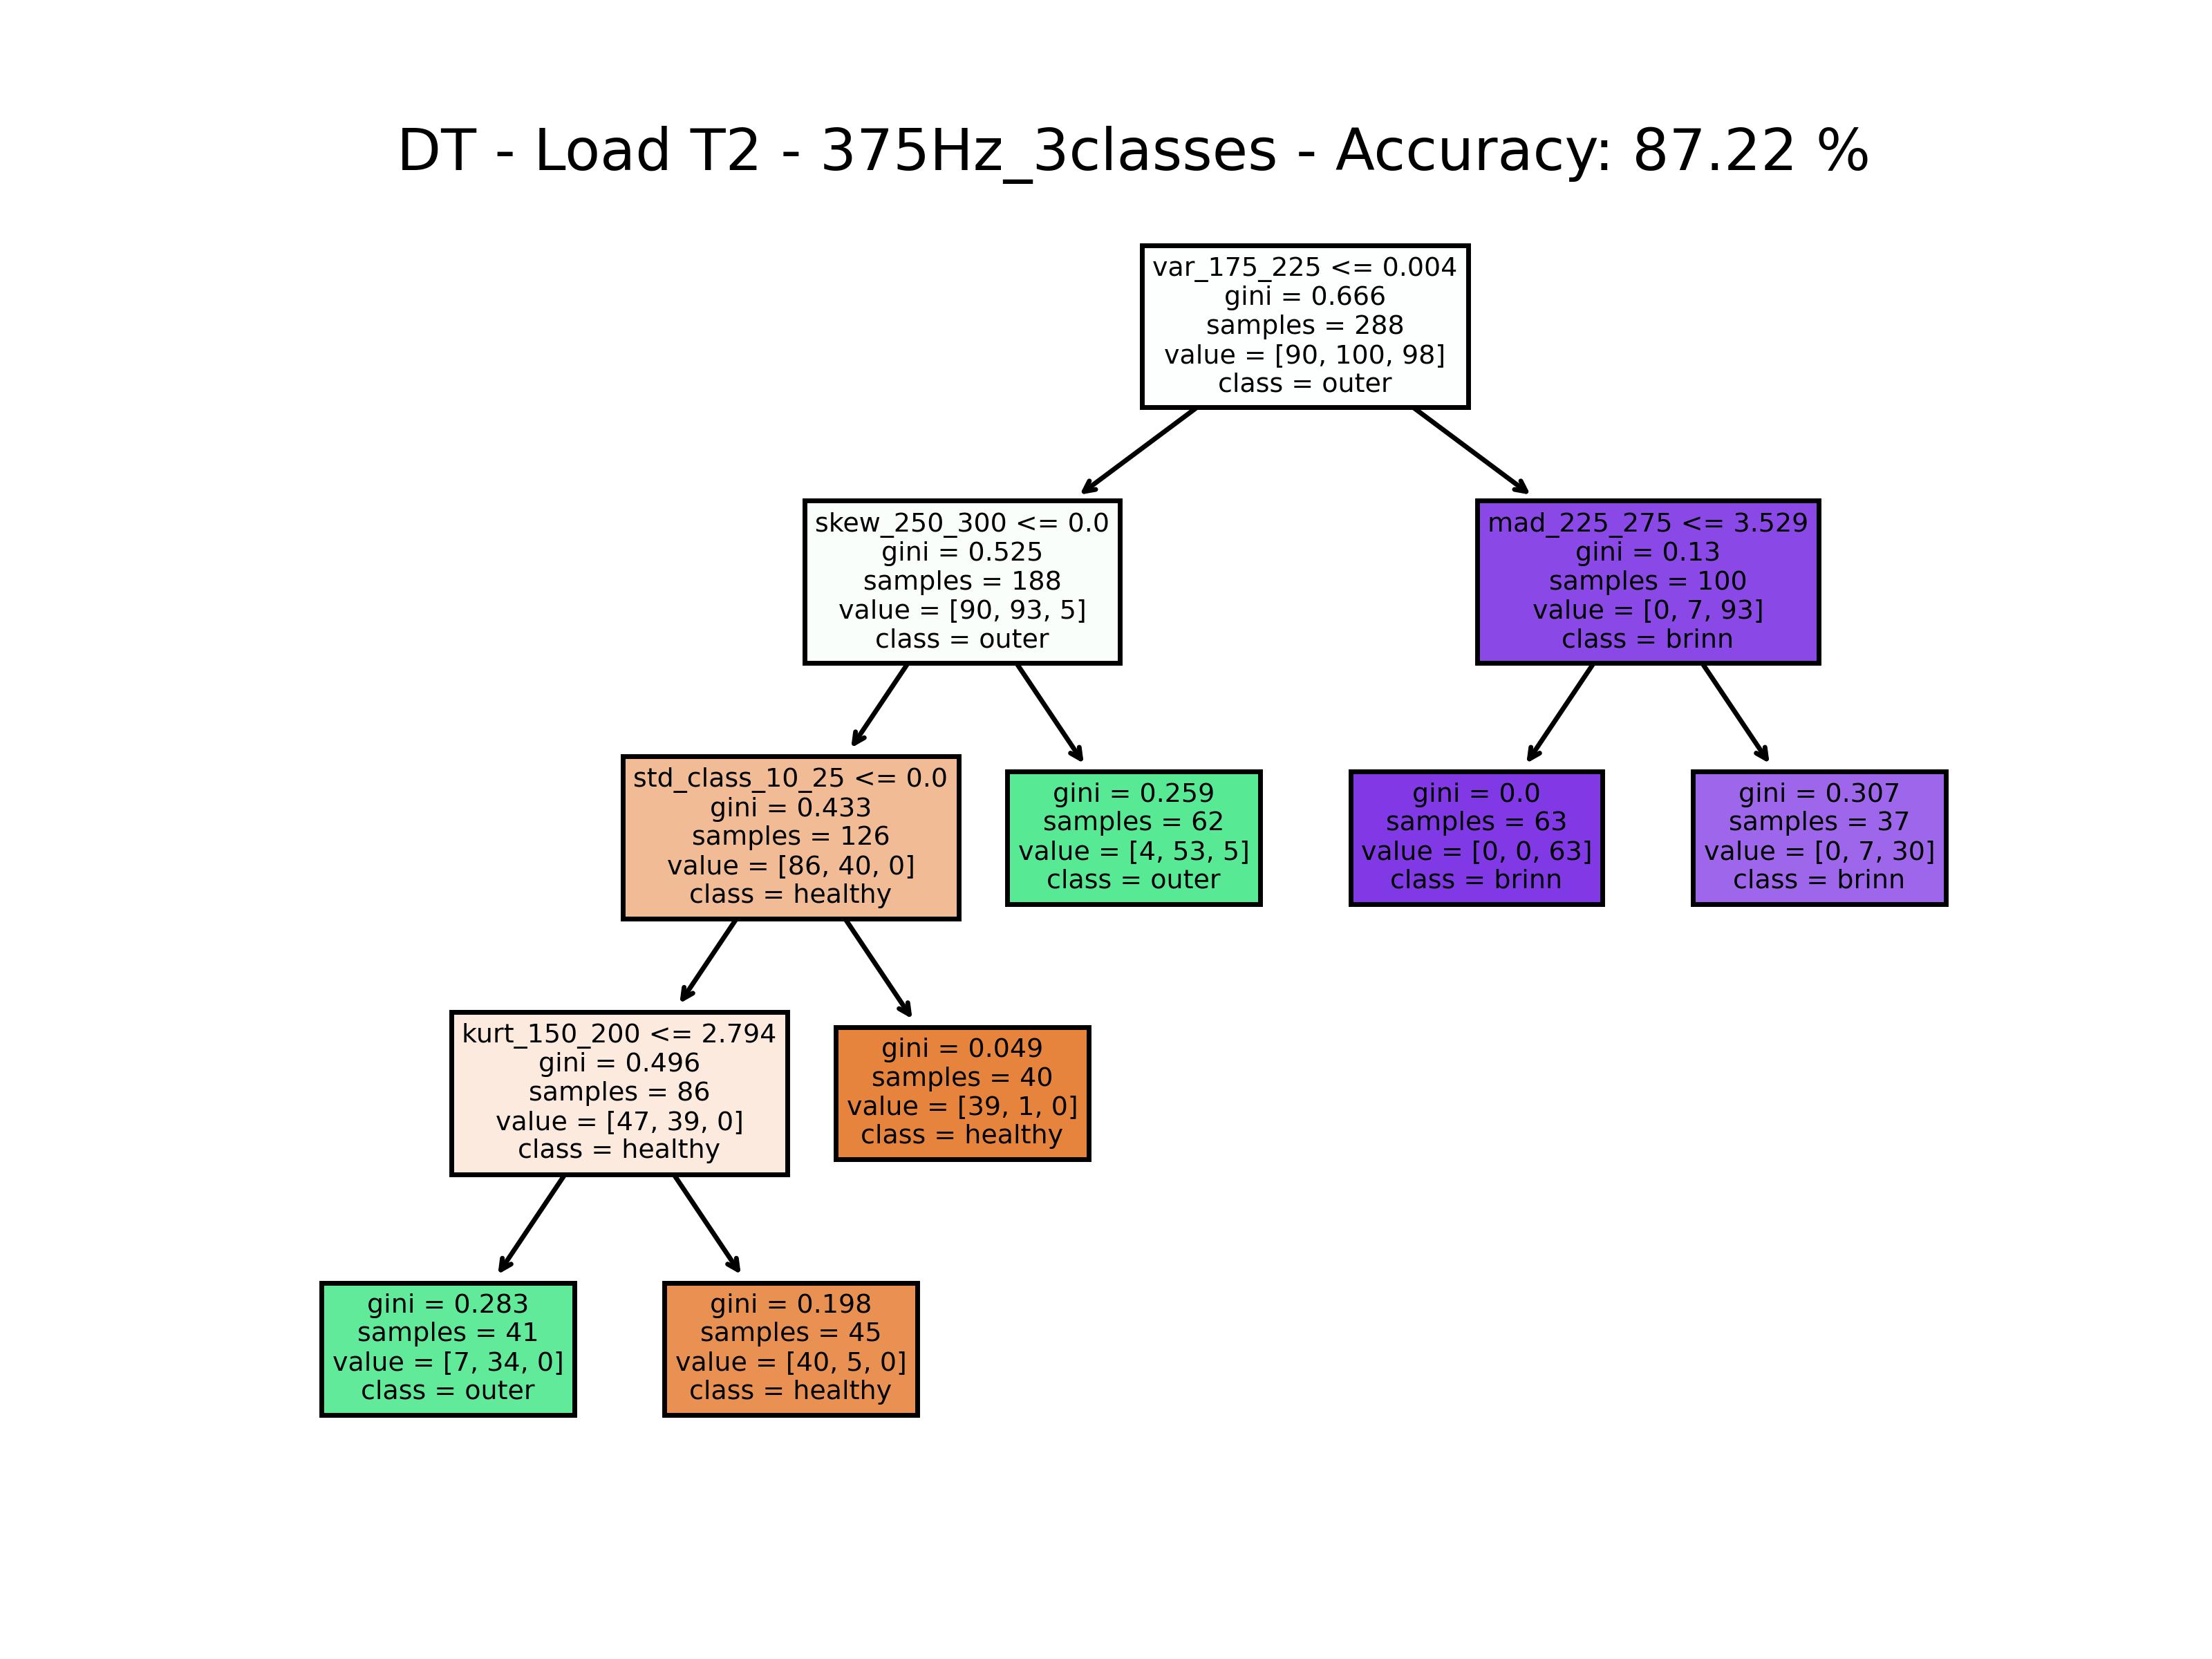 DT - Load T2 - 375Hz_3classes - Accuracy: 87.22 %
var_175_225 <= 0.004
gini = 0.666
samples = 288
value = [90, 100, 98]
class = outer
skew_250_300 <= 0.0
gini = 0.525
samples = 188
value = [90, 93, 5]
class = outer
mad_225_275 <= 3.529
gini = 0.13
samples = 100
value = [0, 7, 93]
class = brinn
std_class_10_25 <= 0.0
gini = 0.433
samples = 126
value = [86, 40, 0]
class = healthy
gini = 0.259
samples = 62
value = [4, 53, 5]
class = outer
gini = 0.0
samples = 63
value = [0, 0, 63]
class = brinn
gini = 0.307
samples = 37
value = [0, 7, 30]
class = brinn
kurt_150_200 <= 2.794
gini = 0.496
samples = 86
value = [47, 39, 0]
class = healthy
gini = 0.049
samples = 40
value = [39, 1, 0]
class = healthy
gini = 0.283
samples = 41
value = [7, 34, 0]
class = outer
gini = 0.198
samples = 45
value = [40, 5, 0]
class = healthy